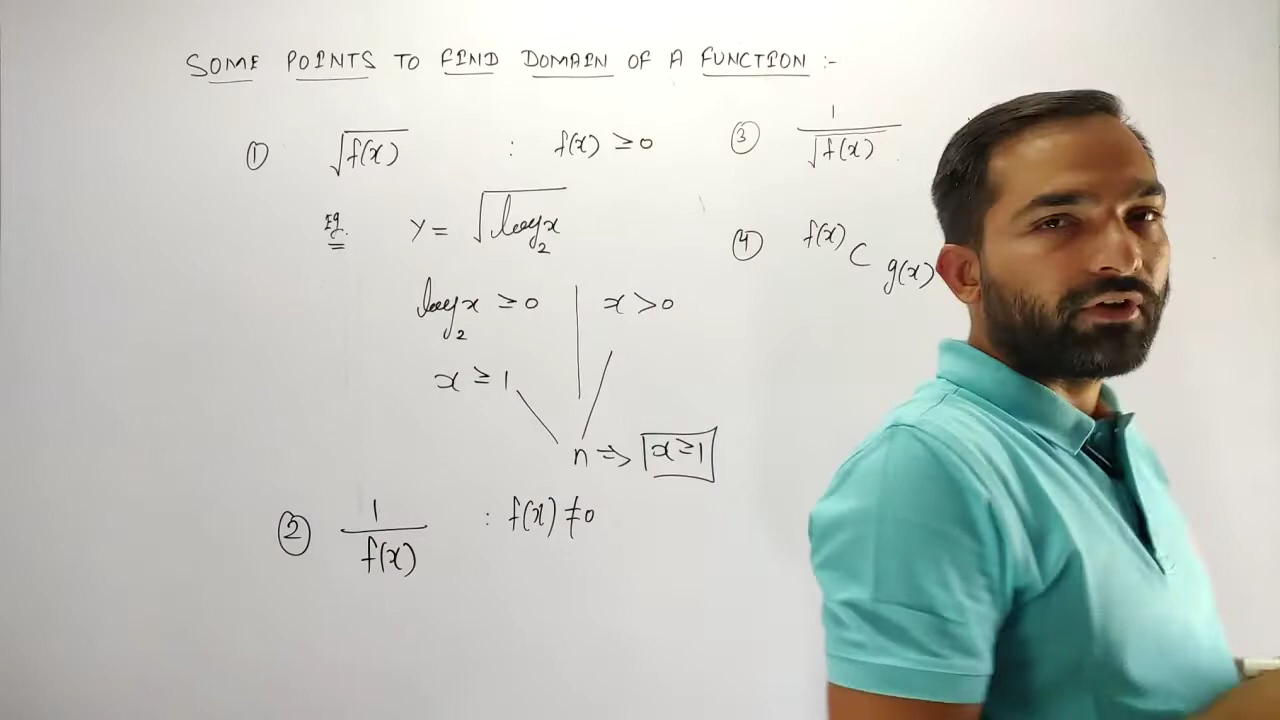 SOME POINTS TO FIND DOMAIN OF A FUNCTION :-
① √f(x) : f(x) ≥ 0
Eg. y = √log₂x
log₂x ≥ 0 | x > 0
x ≥ 1
n ⇒ x ≥ 1
② 1/f(x) : f(x) ≠ 0
③ 1/√f(x)
④ f(x) C g(x)